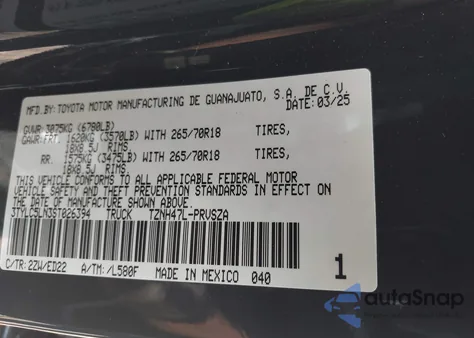 MFD.BY: TOYOTA MOTOR MANUFACTURING DE GUANAJUATO, S.A. DE C.V.
DATE: 03/25
GVWR 3075KG (6780LB)
GAWR: FRT. 1620KG (3570LB) WITH 265/70R18 TIRES,
18X8.5J RIMS,
RR. 1575KG (3475LB) WITH 265/70R18 TIRES,
18X8.5J RIMS,
THIS VEHICLE CONFORMS TO ALL APPLICABLE FEDERAL MOTOR
VEHICLE SAFETY AND THEFT PREVENTION STANDARDS IN EFFECT ON
THE DATE OF MANUFACTURE SHOWN ABOVE.
3TYLC5LN3ST026394 TRUCK TZNH47L-PRVSZA
C/TR: 2ZW/ED22 A/TM: /L580F MADE IN MEXICO 040 1
autoSnap